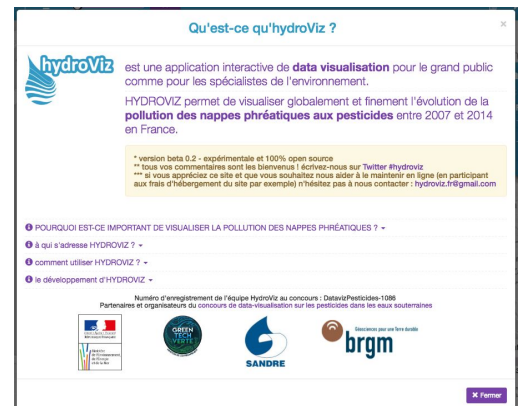 Qu'est-ce qu'hydroViz ?
×
hydroViz
est une application interactive de data visualisation pour le grand public
comme pour les spécialistes de l'environnement.
HYDROVIZ permet de visualiser globalement et finement l'évolution de la
pollution des nappes phréatiques aux pesticides entre 2007 et 2014
en France.
* version beta 0.2 - expérimentale et 100% open source
** tous vos commentaires sont les bienvenus ! écrivez-nous sur Twitter #hydroviz
*** si vous appréciez ce site et que vous souhaitez nous aider à le maintenir en ligne (en participant
aux frais d'hébergement du site par exemple) n'hésitez pas à nous contacter : hydroviz.fr@gmail.com
POURQUOI EST-CE IMPORTANT DE VISUALISER LA POLLUTION DES NAPPES PHRÉATIQUES ?
à qui s'adresse HYDROVIZ ?
comment utiliser HYDROVIZ ?
le développement d'HYDROVIZ
Numéro d'enregistrement de l'équipe HydroViz au concours : DatavizPesticides-1086
Partenaires et organisateurs du concours de data-visualisation sur les pesticides dans les eaux souterraines
GREEN
TECH
VERTE
SANDRE
Géosciences pour une Terre durable
brgm
× Fermer